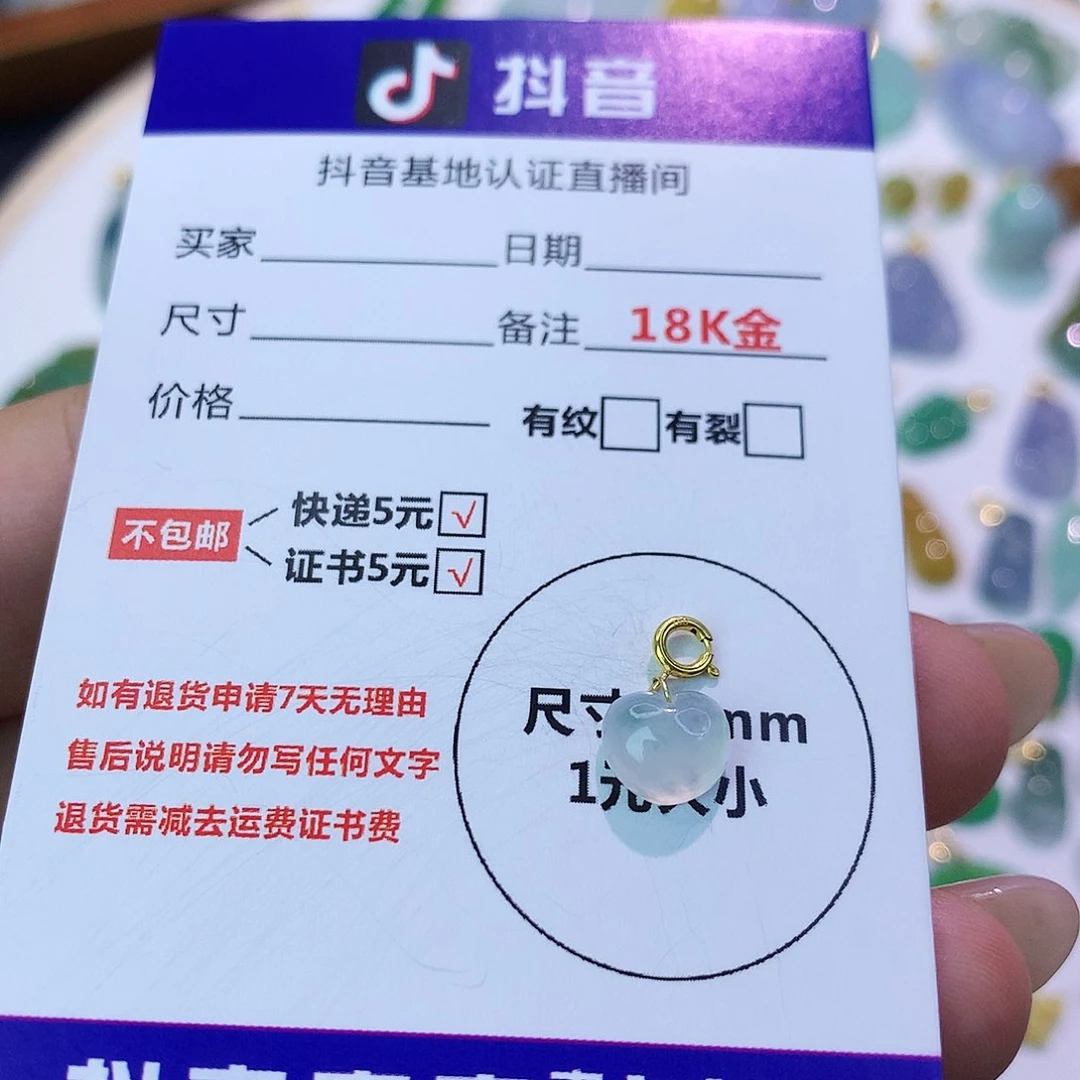 抖音
抖音基地认证直播间
买家 日期
尺寸 备注 18K金
价格 有纹 有裂
不包邮
快递5元√
证书5元√
如有退货申请7天无理由
售后说明请勿写任何文字
退货需减去运费证书费
尺寸 mm
1元大小